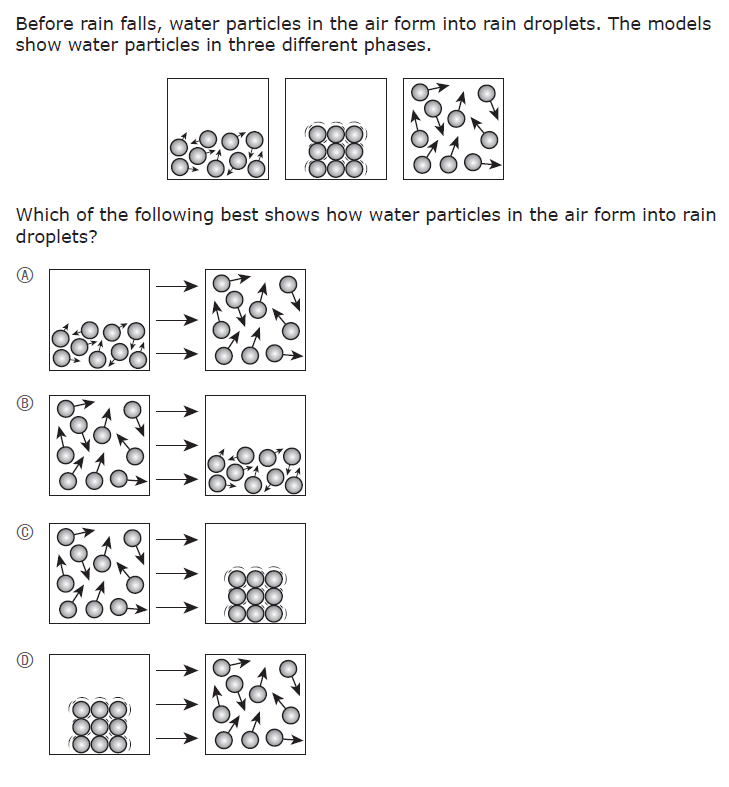 Before rain falls, water particles in the air form into rain droplets. The models
show water particles in three different phases.
Which of the following best shows how water particles in the air form into rain
droplets?
Ⓐ
Ⓑ
Ⓒ
Ⓓ